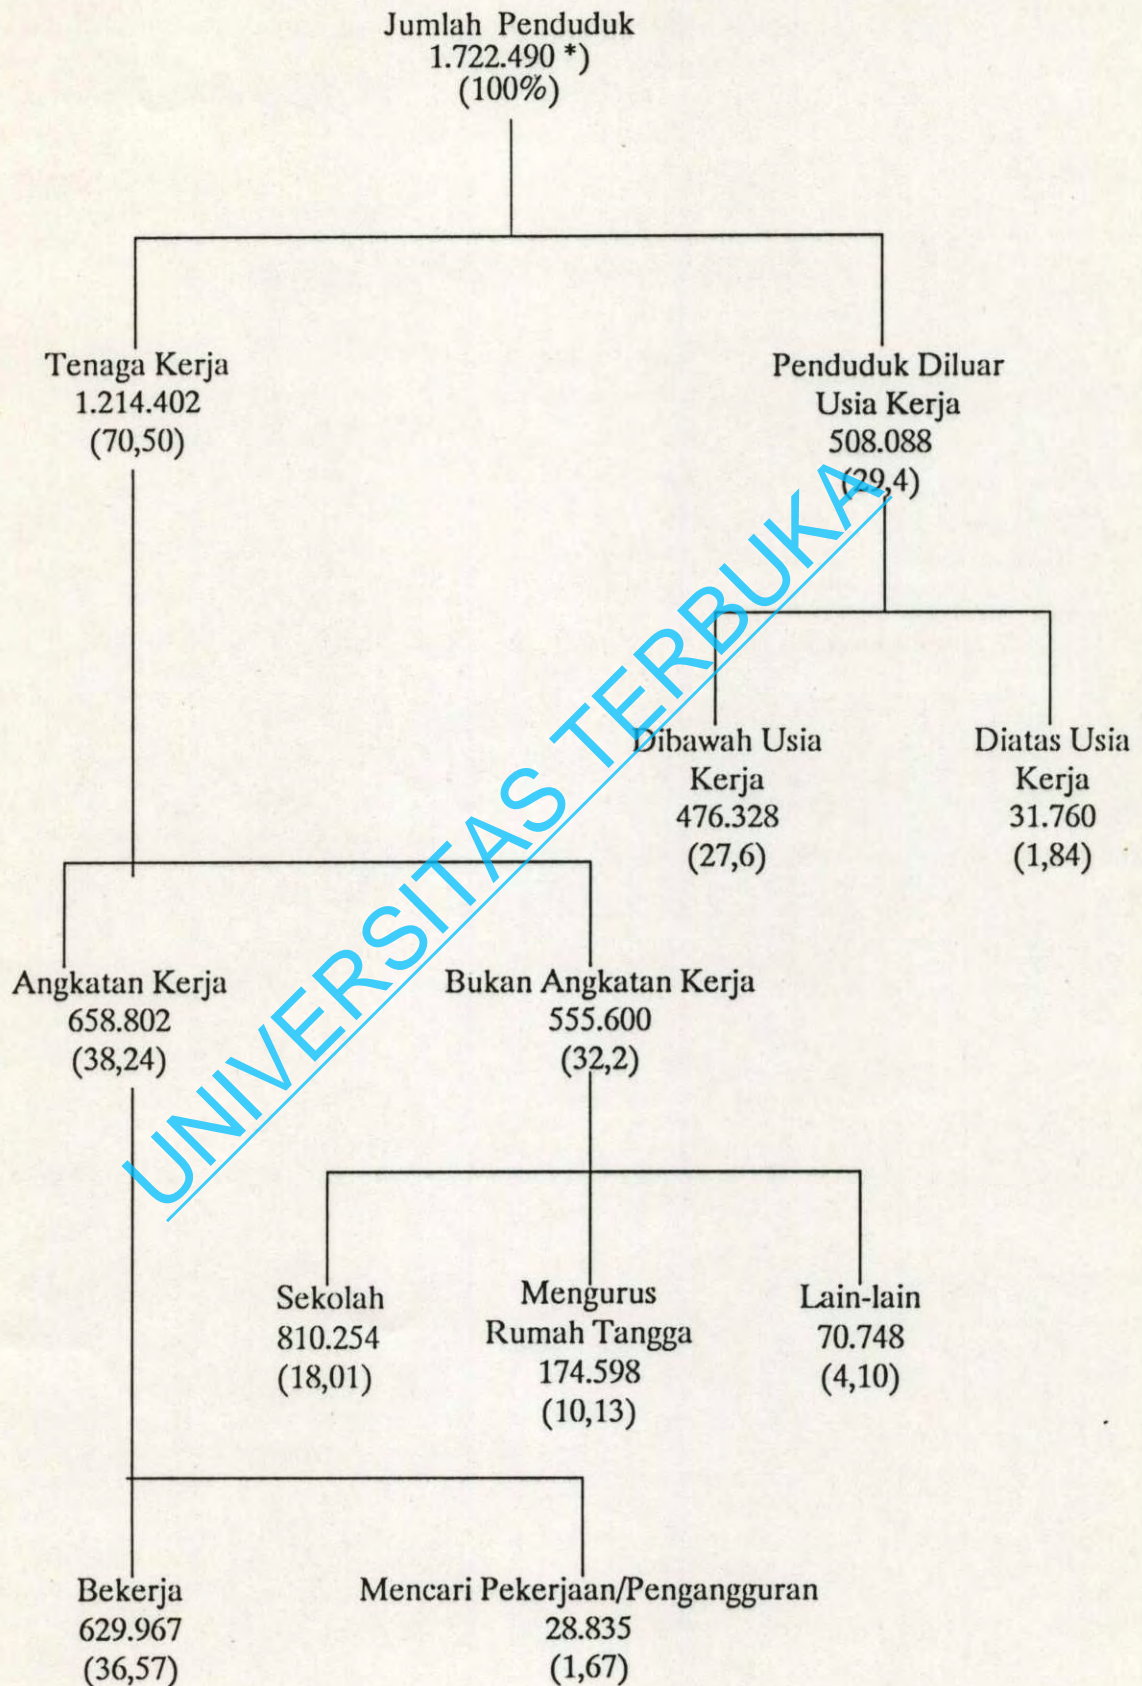 Jumlah Penduduk
1.722.490 *)
(100%)
Tenaga Kerja
1.214.402
(70,50)
Penduduk Diluar
Usia Kerja
508.088
(29,4)
Dibawah Usia
Kerja
476.328
(27,6)
Diatas Usia
Kerja
31.760
(1,84)
Angkatan Kerja
658.802
(38,24)
Bukan Angkatan Kerja
555.600
(32,2)
Sekolah
810.254
(18,01)
Mengurus
Rumah Tangga
174.598
(10,13)
Lain-lain
70.748
(4,10)
Bekerja
629.967
(36,57)
Mencari Pekerjaan/Pengangguran
28.835
(1,67)
UNIVERSITAS TERBUKA